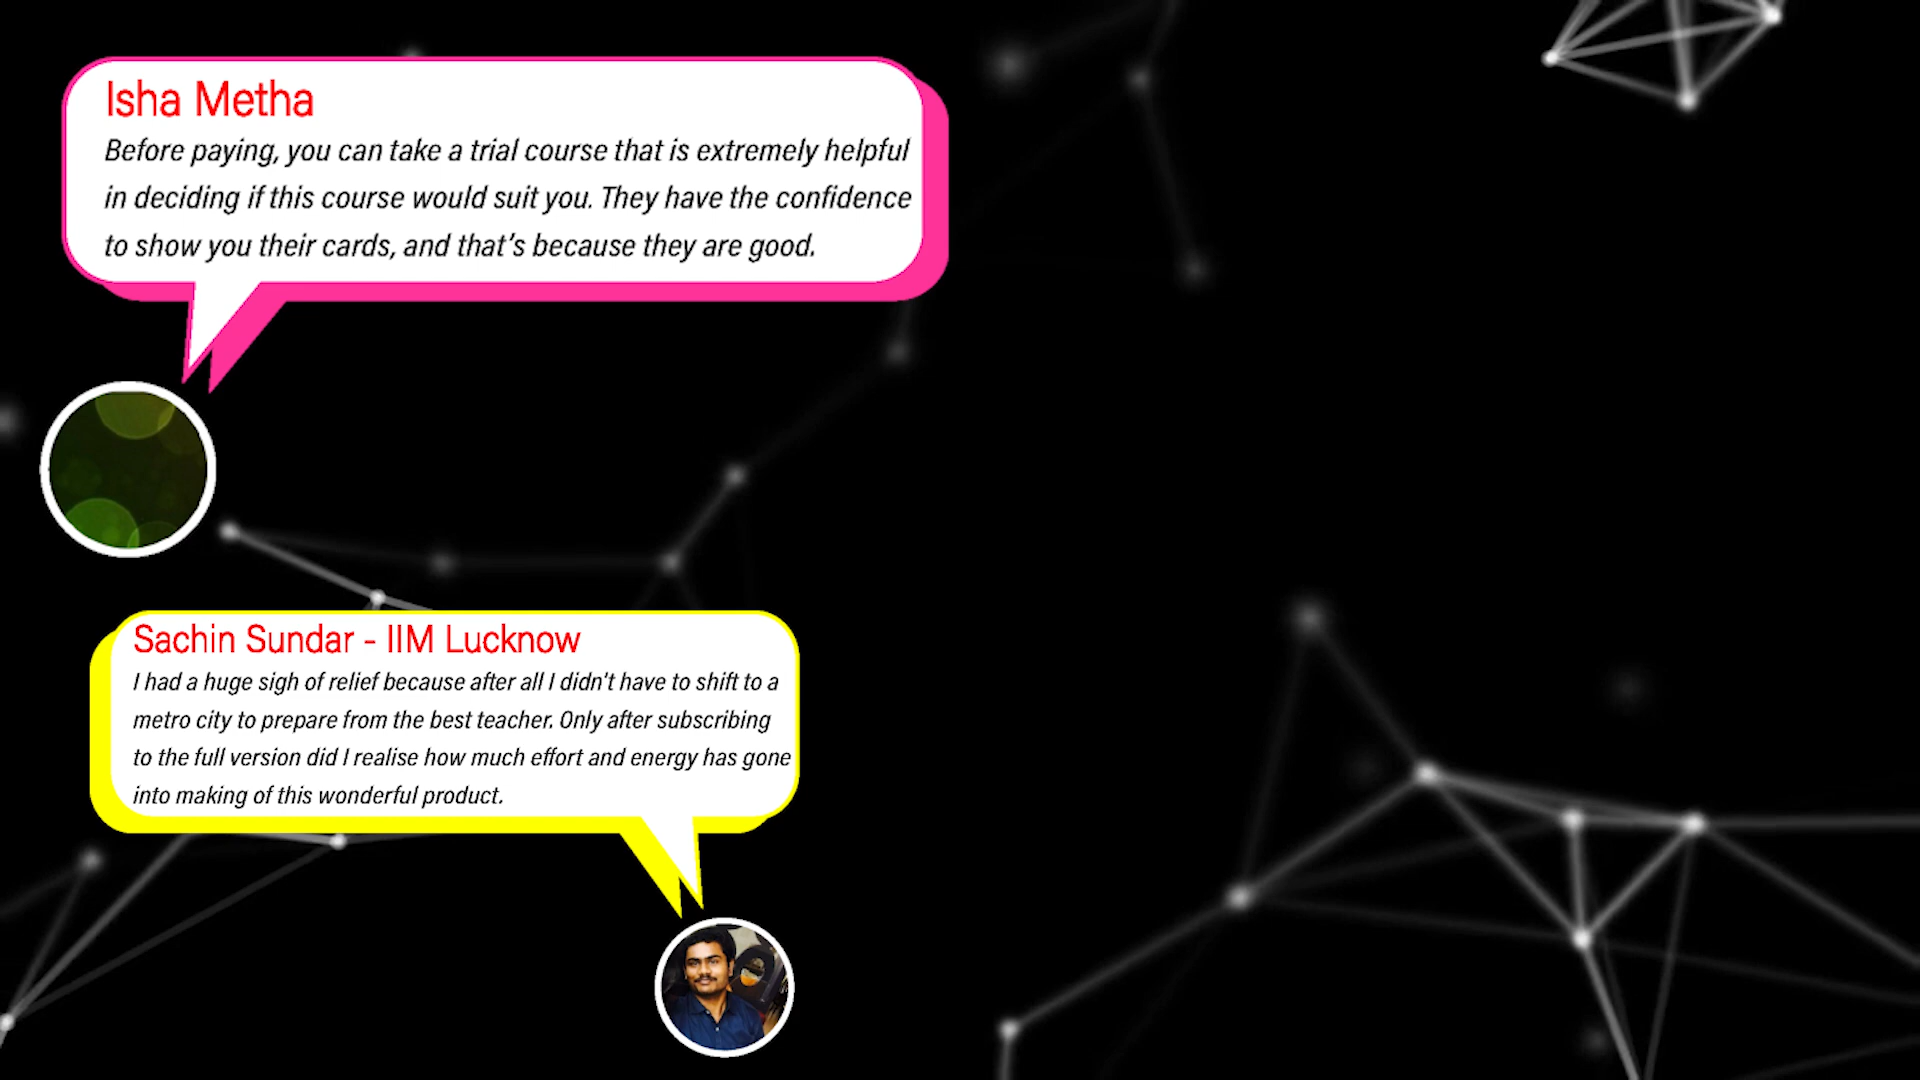 Isha Metha
Before paying, you can take a trial course that is extremely helpful
in deciding if this course would suit you. They have the confidence
to show you their cards, and that's because they are good.
Sachin Sundar - IIM Lucknow
I had a huge sigh of relief because after all I didn't have to shift to a
metro city to prepare from the best teacher. Only after subscribing
to the full version did I realise how much effort and energy has gone
into making of this wonderful product.